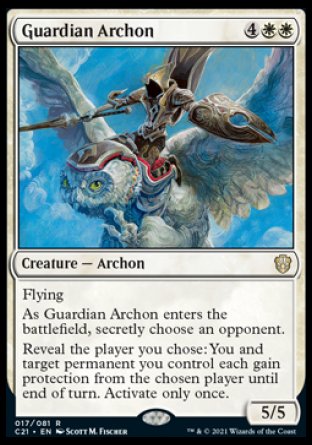 Guardian Archon 4
Creature — Archon
Flying
As Guardian Archon enters the
battlefield, secretly choose an opponent.
Reveal the player you chose: You and
target permanent you control each gain
protection from the chosen player until
end of turn. Activate only once.
5/5
017/081 R
C21 • EN SCOTT M. FISCHER
™ & © 2021 Wizards of the Coast